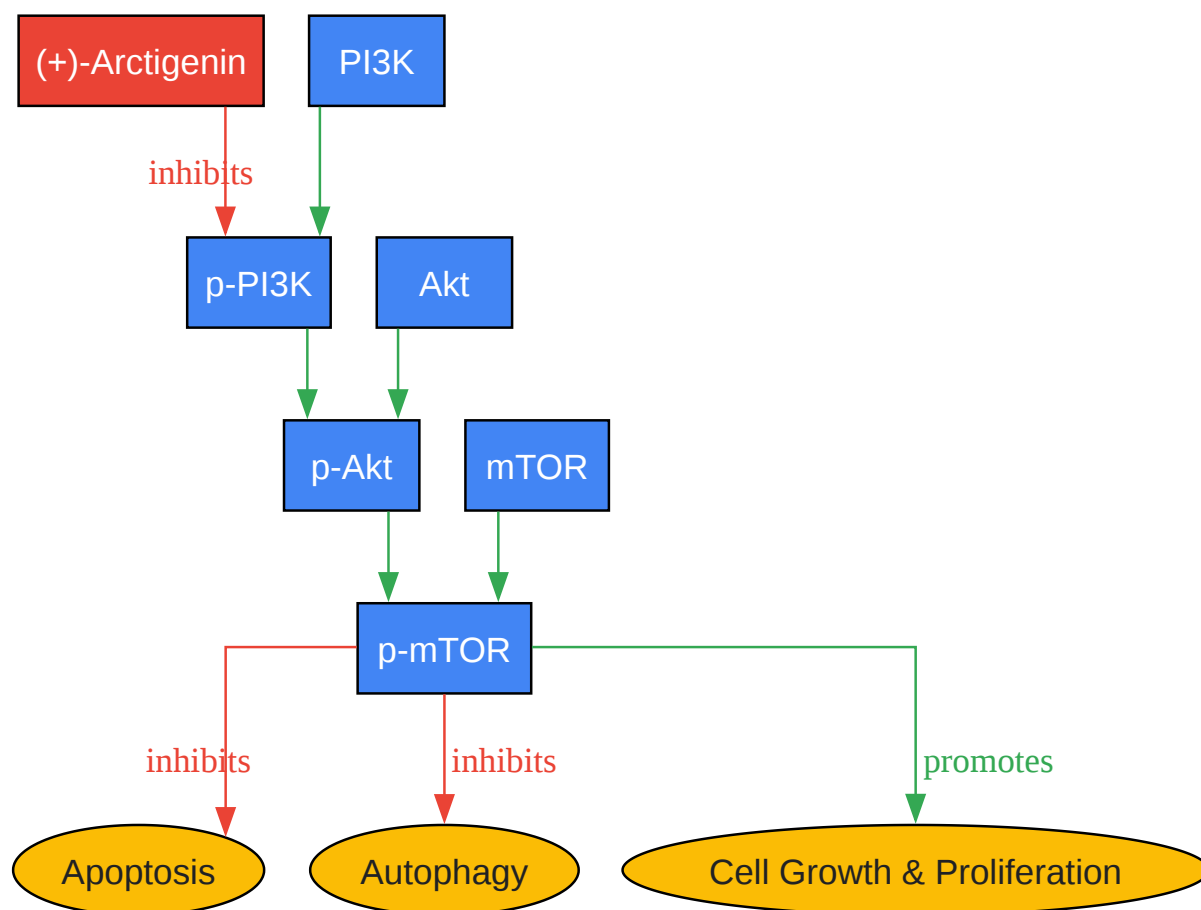 (+)-Arctigenin
PI3K
inhibits
p-PI3K
Akt
p-Akt
mTOR
p-mTOR
inhibits
inhibits
promotes
Apoptosis
Autophagy
Cell Growth & Proliferation